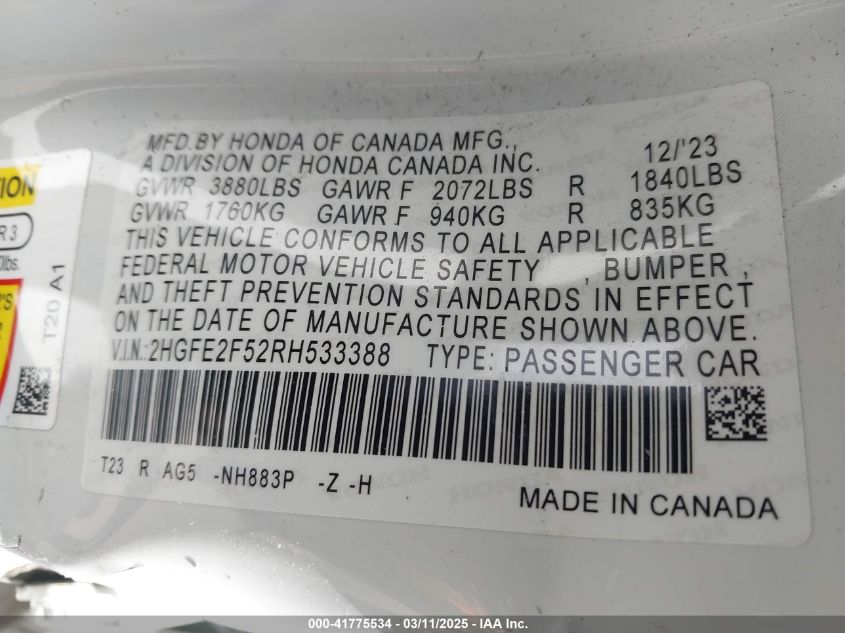 MFD.BY HONDA OF CANADA MFG.,
A DIVISION OF HONDA CANADA INC. 12/'23
GVWR 3880LBS GAWR F 2072LBS R 1840LBS
GVWR 1760KG GAWR F 940KG R 835KG
THIS VEHICLE CONFORMS TO ALL APPLICABLE
FEDERAL MOTOR VEHICLE SAFETY , BUMPER ,
AND THEFT PREVENTION STANDARDS IN EFFECT
ON THE DATE OF MANUFACTURE SHOWN ABOVE.
V.I.N.: 2HGFE2F52RH533388 TYPE: PASSENGER CAR
T23 R AG5 -NH883P -Z -H
MADE IN CANADA
R 3
lbs.
T20 A1
000-41775534 - 03/11/2025 - IAA Inc.